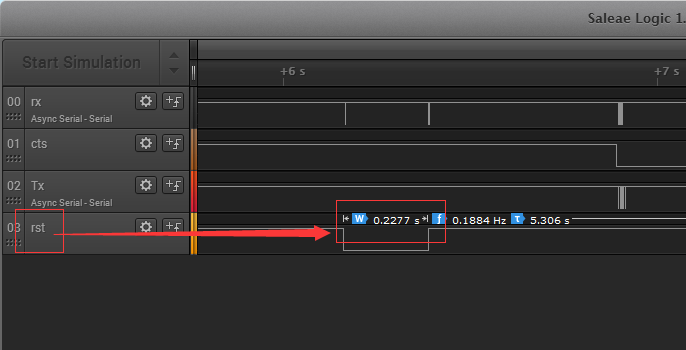 Saleae Logic 1.
Start Simulation
+6 s
+7 s
00 rx
Async Serial - Serial
01 cts
02 Tx
Async Serial - Serial
W 0.2277 s f 0.1884 Hz T 5.306 s
03 rst